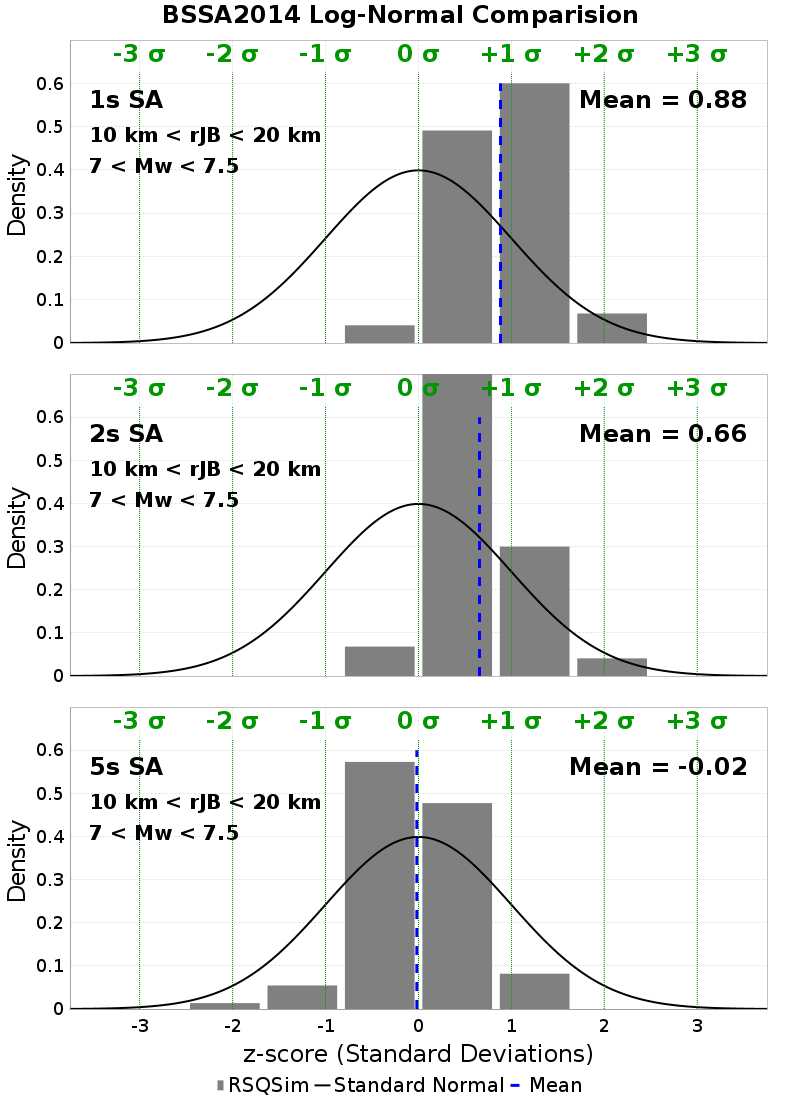 BSSA2014 Log-Normal Comparision
-3 σ -2 σ -1 σ 0 σ +1 σ +2 σ +3 σ
1s SA
Mean = 0.88
10 km < rJB < 20 km
7 < Mw < 7.5
Density
0.6
0.5
0.4
0.3
0.2
0.1
0
-3 σ -2 σ -1 σ 0 σ +1 σ +2 σ +3 σ
2s SA
Mean = 0.66
10 km < rJB < 20 km
7 < Mw < 7.5
Density
0.6
0.5
0.4
0.3
0.2
0.1
0
-3 σ -2 σ -1 σ 0 σ +1 σ +2 σ +3 σ
5s SA
Mean = -0.02
10 km < rJB < 20 km
7 < Mw < 7.5
Density
0.6
0.5
0.4
0.3
0.2
0.1
0
-3 -2 -1 0 1 2 3
z-score (Standard Deviations)
RSQSim Standard Normal Mean